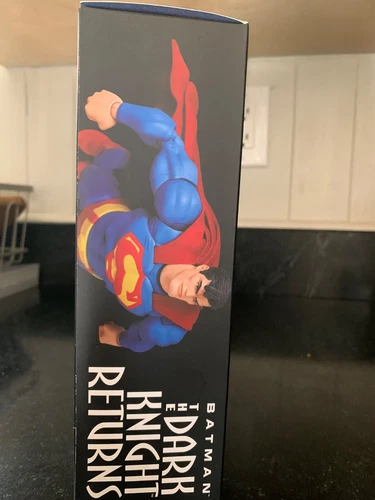 BATMAN
THE DARK
KNIGHT
RETURNS